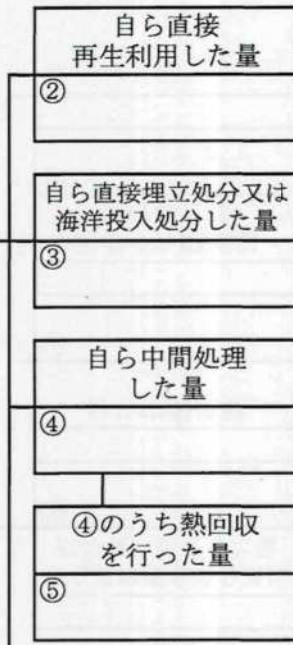 自ら直接
再生利用した量
②
自ら直接埋立処分又は
海洋投入処分した量
③
自ら中間処理
した量
④
④のうち熱回収
を行った量
⑤